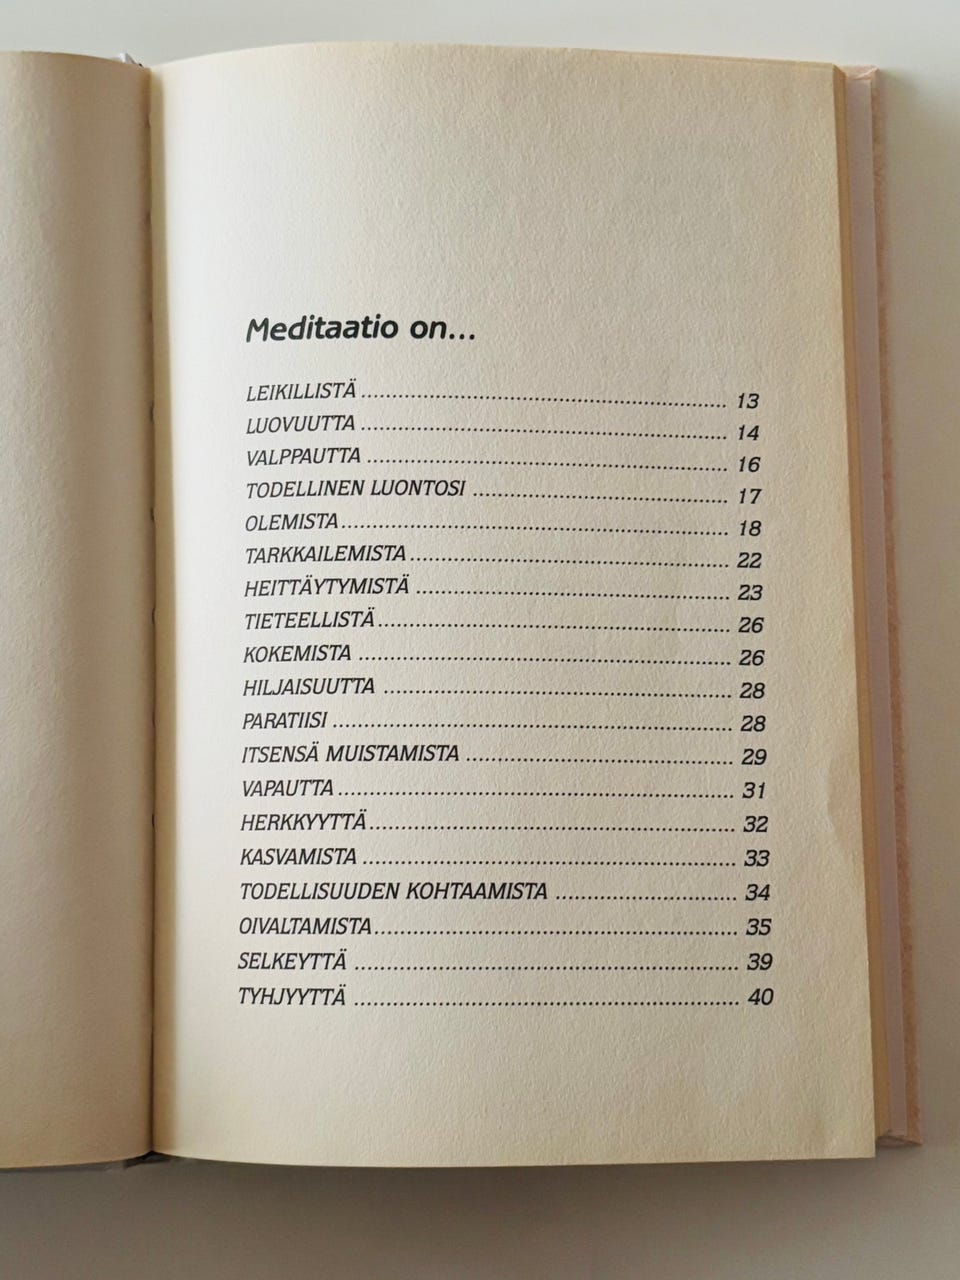 Meditaatio on...
LEIKILLISTÄ ................................................ 13
LUOVUUTTA ................................................ 14
VALPPAUTTA ............................................... 16
TODELLINEN LUONTOSI .................................. 17
OLEMISTA................................................... 18
TARKKAILEMISTA .......................................... 22
HEITTÄYTYMISTÄ .......................................... 23
TIETEELLISTÄ............................................... 26
KOKEMISTA ................................................. 26
HILJAISUUTTA .............................................. 28
PARATIISI .................................................... 28
ITSENSÄ MUISTAMISTA ................................... 29
VAPAUTTA .................................................... 31
HERKKYYTTÄ................................................ 32
KASVAMISTA ................................................. 33
TODELLISUUDEN KOHTAAMISTA ........................ 34
OIVALTAMISTA................................................ 35
SELKEYTTÄ ................................................... 39
TYHJYYTTÄ ................................................... 40